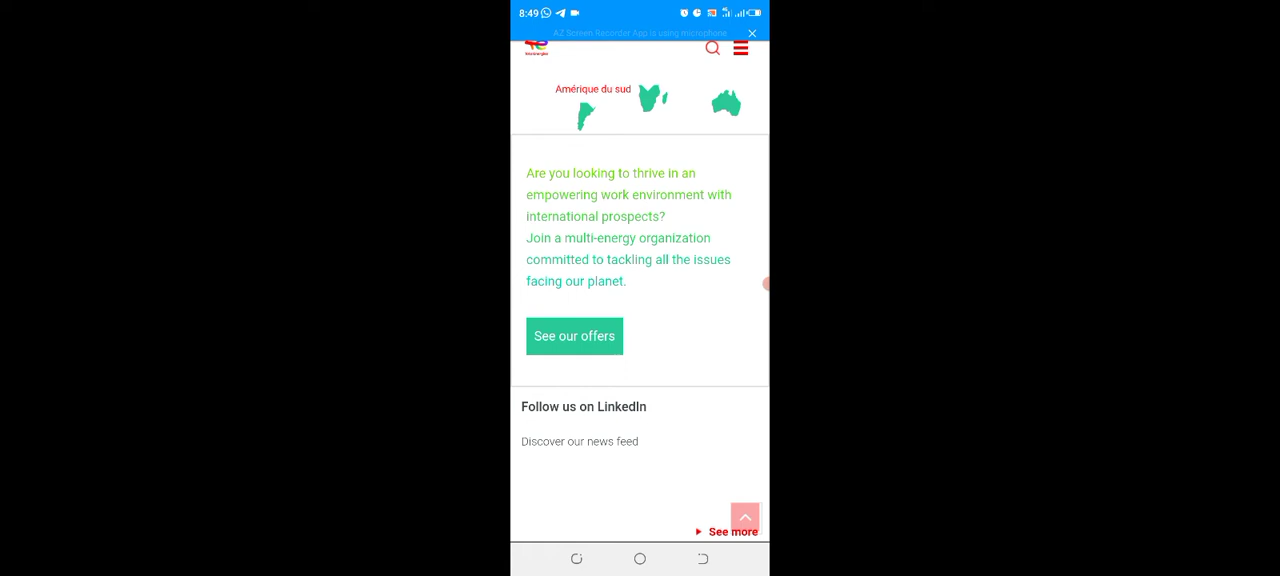 8:49
AZ Screen Recorder App is using microphone
TotalEnergies
Amérique du sud
Are you looking to thrive in an
empowering work environment with
international prospects?
Join a multi-energy organization
committed to tackling all the issues
facing our planet.
See our offers
Follow us on LinkedIn
Discover our news feed
See more